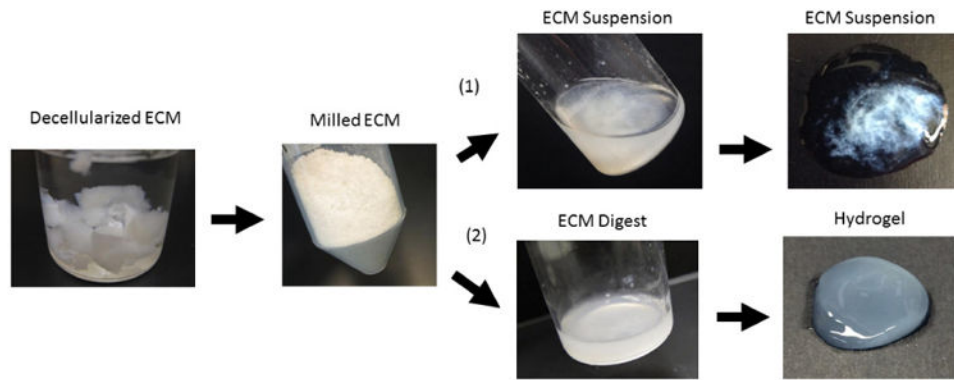 ECM Suspension
ECM Suspension
(1)
Decellularized ECM
Milled ECM
(2)
ECM Digest
Hydrogel